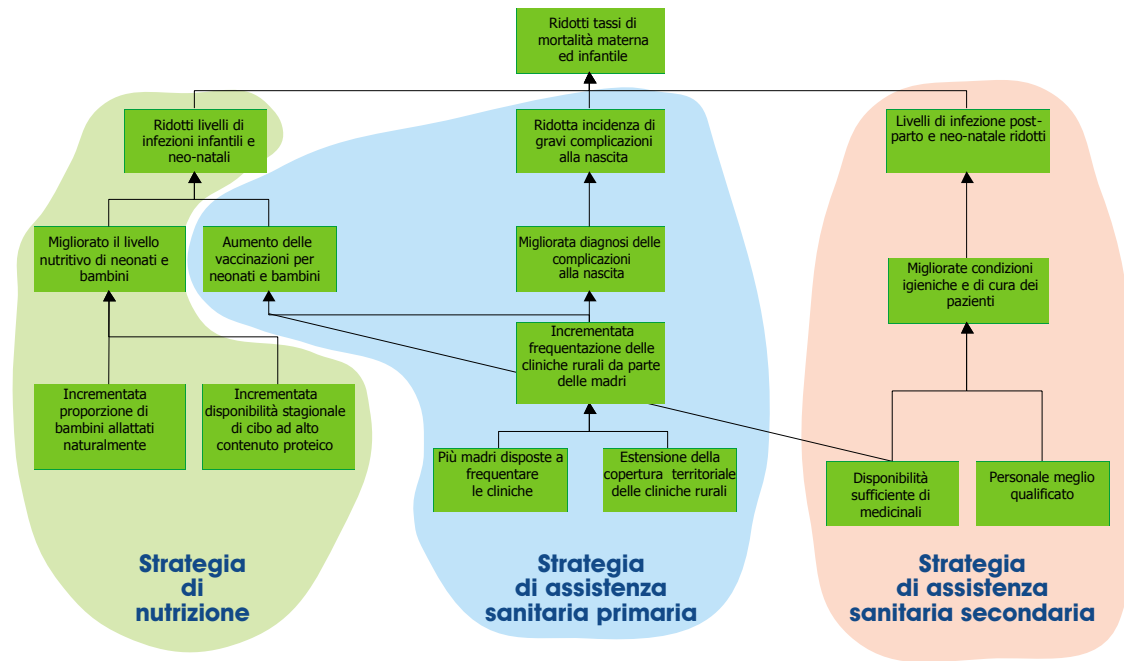 Ridotti tassi di
mortalità materna
ed infantile
Ridotti livelli di
infezioni infantili e
neo-natali
Ridotta incidenza di
gravi complicazioni
alla nascita
Livelli di infezione post-
parto e neo-natale ridotti
Migliorato il livello
nutritivo di neonati e
bambini
Aumento delle
vaccinazioni per
neonati e bambini
Migliorata diagnosi delle
complicazioni
alla nascita
Migliorate condizioni
igieniche e di cura dei
pazienti
Incrementata
frequentazione delle
cliniche rurali da parte
delle madri
Incrementata
proporzione di
bambini allattati
naturalmente
Incrementata
disponibilità stagionale
di cibo ad alto
contenuto proteico
Più madri disposte a
frequentare
le cliniche
Estensione della
copertura territoriale
delle cliniche rurali
Disponibilità
sufficiente di
medicinali
Personale meglio
qualificato
Strategia
di
nutrizione
Strategia
di assistenza
sanitaria primaria
Strategia
di assistenza
sanitaria secondaria